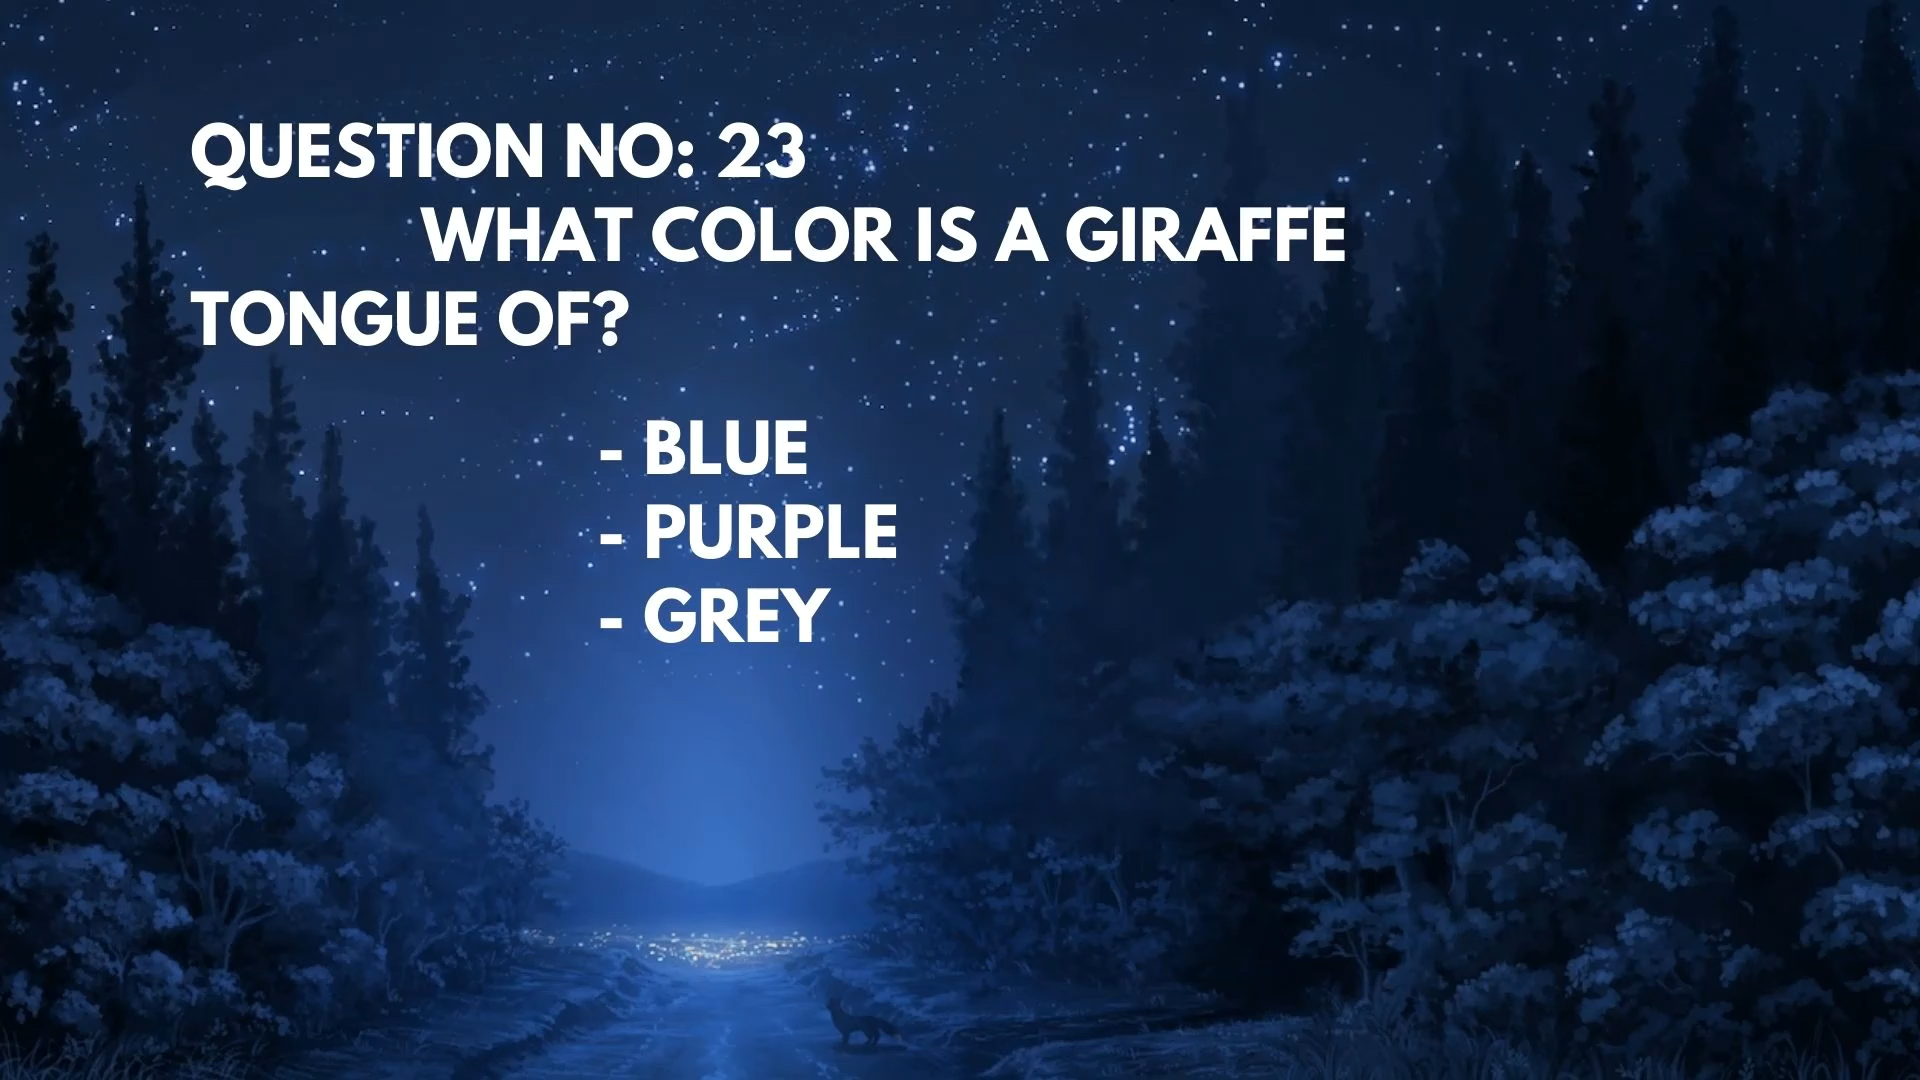 QUESTION NO: 23
WHAT COLOR IS A GIRAFFE
TONGUE OF?
- BLUE
- PURPLE
- GREY